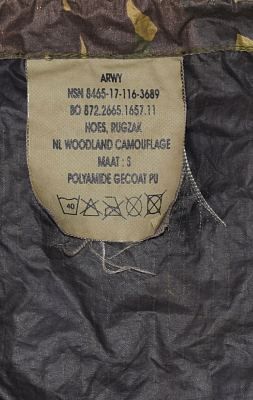 ARWY
NSN 8465-17-116-3689
BO 872.2665.1657.11
HOES, RUGZAK
NL WOODLAND CAMOUFLAGE
MAAT : S
POLYAMIDE GECOAT PU
40